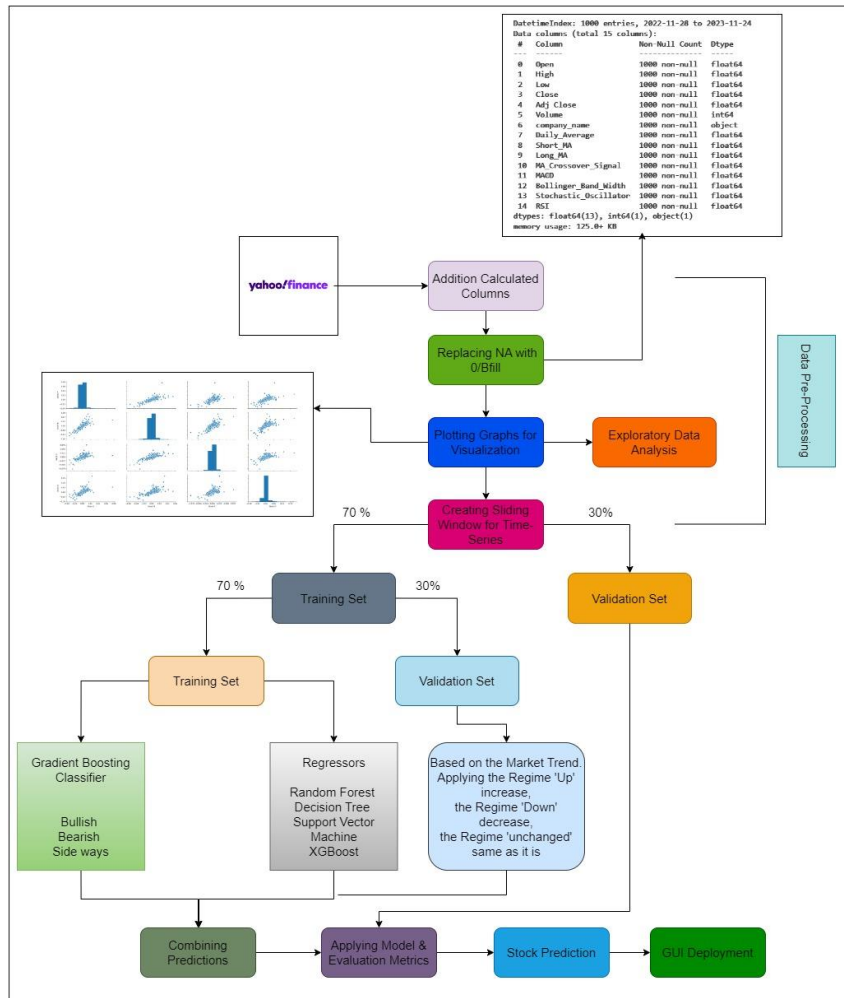 DatetimeIndex: 1000 entries, 2022-11-28 to 2023-11-24
Data columns (total 15 columns):
# Column Non-Null Count Dtype
--- ------ -------------- -----
0 Open 1000 non-null float64
1 High 1000 non-null float64
2 Low 1000 non-null float64
3 Close 1000 non-null float64
4 Adj Close 1000 non-null float64
5 Volume 1000 non-null int64
6 company_name 1000 non-null object
7 Daily_Average 1000 non-null float64
8 Short_MA 1000 non-null float64
9 Long_MA 1000 non-null float64
10 MA_Crossover_Signal 1000 non-null float64
11 MACD 1000 non-null float64
12 Bollinger_Band_Width 1000 non-null float64
13 Stochastic_Oscillator 1000 non-null float64
14 RSI 1000 non-null float64
dtypes: float64(13), int64(1), object(1)
memory usage: 125.0+ KB
yahoo!finance
Addition Calculated
Columns
Replacing NA with
0/Bfill
Data Pre-Processing
Plotting Graphs for
Visualization
Exploratory Data
Analysis
Creating Sliding
Window for Time-
Series
70 %
30%
Training Set
Validation Set
70 %
30%
Training Set
Validation Set
Gradient Boosting
Classifier
Bullish
Bearish
Side ways
Regressors
Random Forest
Decision Tree
Support Vector
Machine
XGBoost
Based on the Market Trend.
Applying the Regime 'Up'
increase,
the Regime 'Down'
decrease,
the Regime 'unchanged'
same as it is
Combining
Predictions
Applying Model &
Evaluation Metrics
Stock Prediction
GUI Deployment